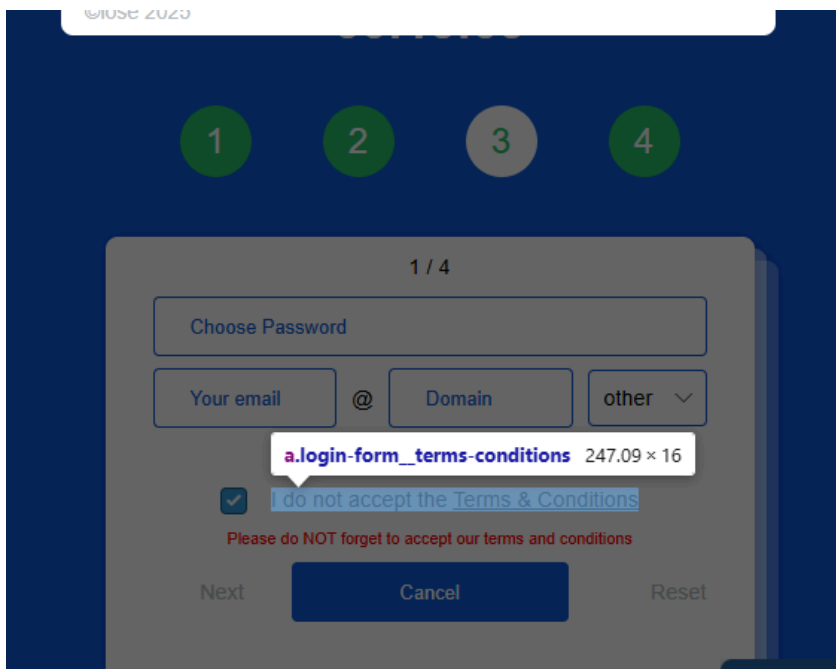 ©lose 2025
1 2 3 4
1 / 4
Choose Password
Your email @ Domain other
a.login-form__terms-conditions 247.09 × 16
I do not accept the Terms & Conditions
Please do NOT forget to accept our terms and conditions
Next Cancel Reset